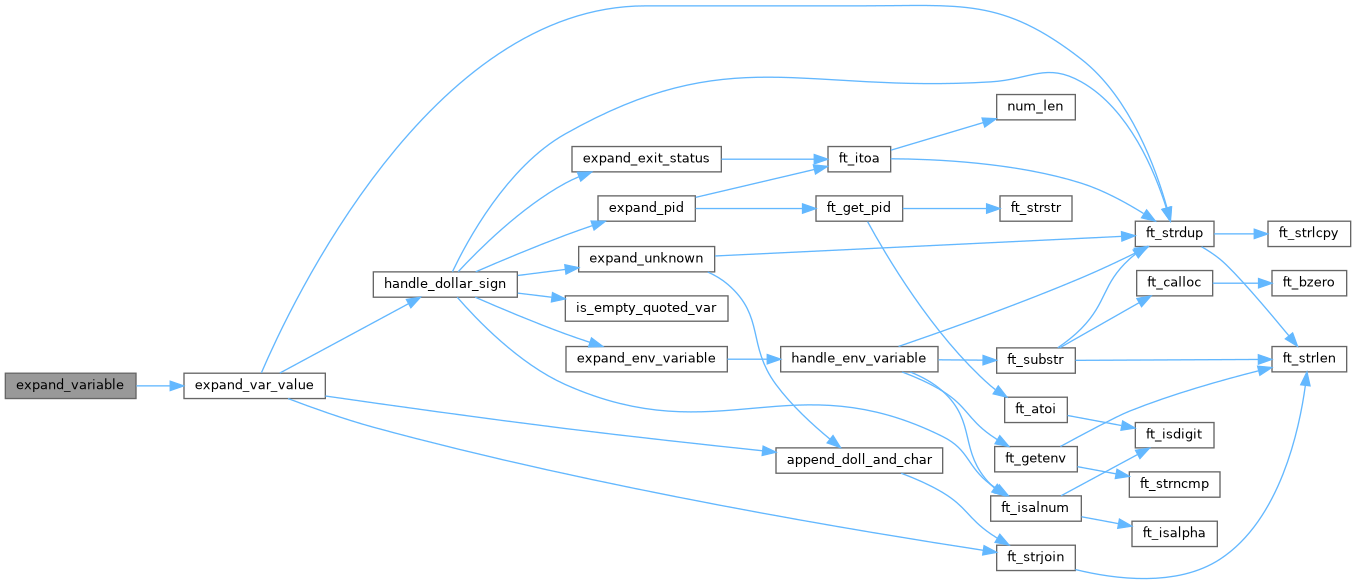 expand_variable
expand_var_value
handle_dollar_sign
expand_exit_status
expand_pid
expand_unknown
is_empty_quoted_var
expand_env_variable
append_doll_and_char
ft_itoa
ft_get_pid
handle_env_variable
num_len
ft_strstr
ft_substr
ft_atoi
ft_getenv
ft_isalnum
ft_strjoin
ft_strdup
ft_calloc
ft_isdigit
ft_strncmp
ft_isalpha
ft_strlcpy
ft_bzero
ft_strlen